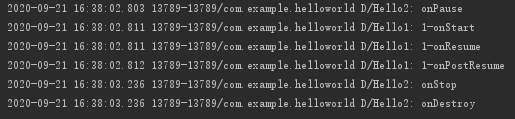 2020-09-21 16:38:02.803 13789-13789/com.example.helloworld D/Hello2: onPause
2020-09-21 16:38:02.811 13789-13789/com.example.helloworld D/Hello1: 1-onStart
2020-09-21 16:38:02.811 13789-13789/com.example.helloworld D/Hello1: 1-onResume
2020-09-21 16:38:02.812 13789-13789/com.example.helloworld D/Hello1: 1-onPostResume
2020-09-21 16:38:03.236 13789-13789/com.example.helloworld D/Hello2: onStop
2020-09-21 16:38:03.236 13789-13789/com.example.helloworld D/Hello2: onDestroy